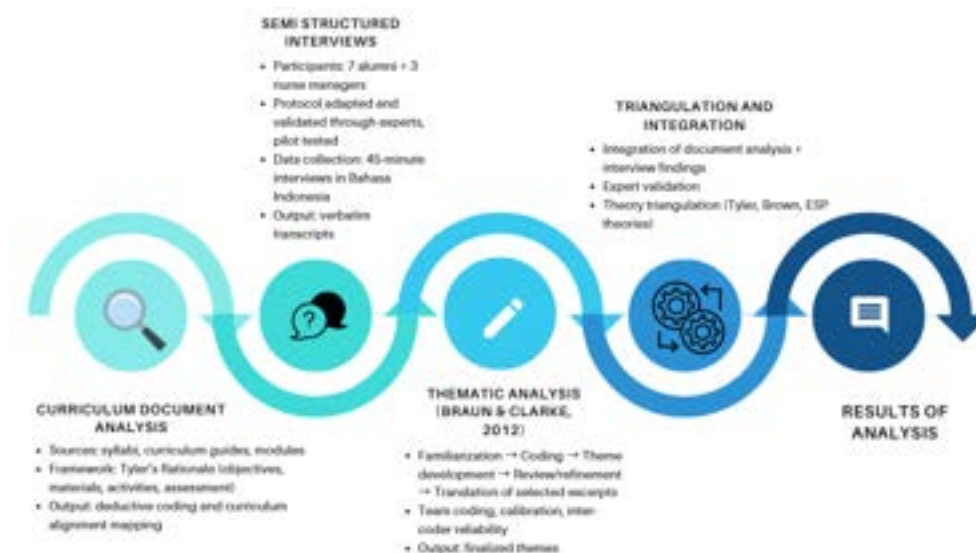 SEMI STRUCTURED
INTERVIEWS
• Participants: 7 alumni + 3
nurse managers
• Protocol adapted and
validated through experts,
pilot tested
• Data collection: 45-minute
interviews in Bahasa
Indonesia
• Output: verbatim
transcripts
TRIANGULATION AND
INTEGRATION
• Integration of document analysis +
interview findings
• Expert validation
• Theory triangulation (Tyler, Brown, ESP
theories)
?
CURRICULUM DOCUMENT
ANALYSIS
• Sources: syllabi, curriculum guides, modules
• Framework: Tyler's Rationale (objectives,
materials, activities, assessment)
• Output: deductive coding and curriculum
alignment mapping
THEMATIC ANALYSIS
(BRAUN & CLARKE,
2012)
• Familiarization → Coding → Theme
development → Review/refinement
→ Translation of selected excerpts
• Team coding, calibration, inter-
coder reliability
• Output: finalized themes
RESULTS OF
ANALYSIS